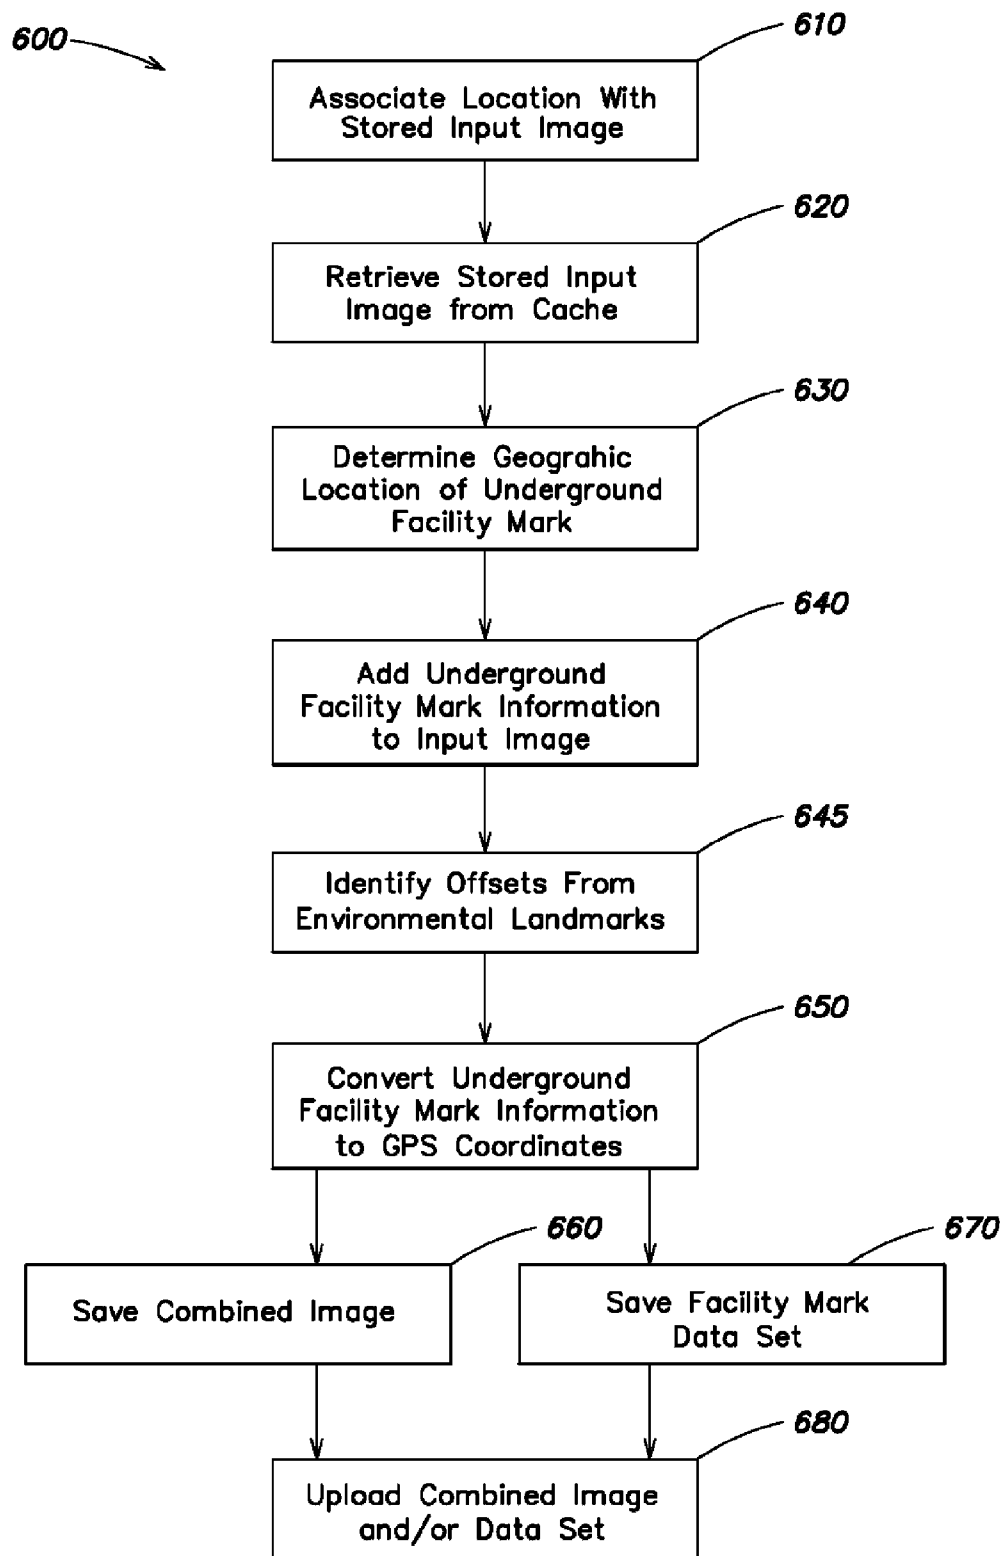 600
610
Associate Location With
Stored Input Image
620
Retrieve Stored Input
Image from Cache
630
Determine Geograhic
Location of Underground
Facility Mark
640
Add Underground
Facility Mark Information
to Input Image
645
Identify Offsets From
Environmental Landmarks
650
Convert Underground
Facility Mark Information
to GPS Coordinates
660
Save Combined Image
670
Save Facility Mark
Data Set
680
Upload Combined Image
and/or Data Set